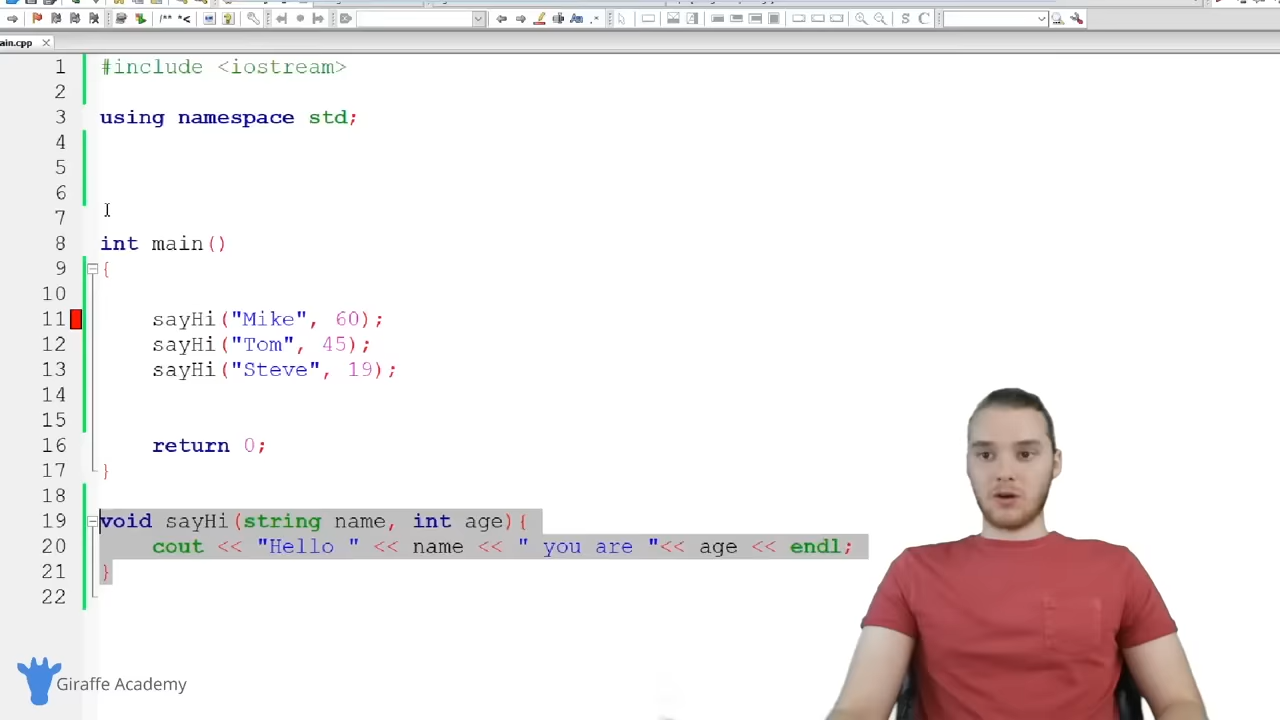 ain.cpp
1 #include <iostream>
2
3 using namespace std;
4
5
6
7
8 int main()
9 {
10
11 sayHi("Mike", 60);
12 sayHi("Tom", 45);
13 sayHi("Steve", 19);
14
15
16 return 0;
17 }
18
19 void sayHi(string name, int age){
20 cout << "Hello " << name << " you are "<< age << endl;
21 }
22
Giraffe Academy